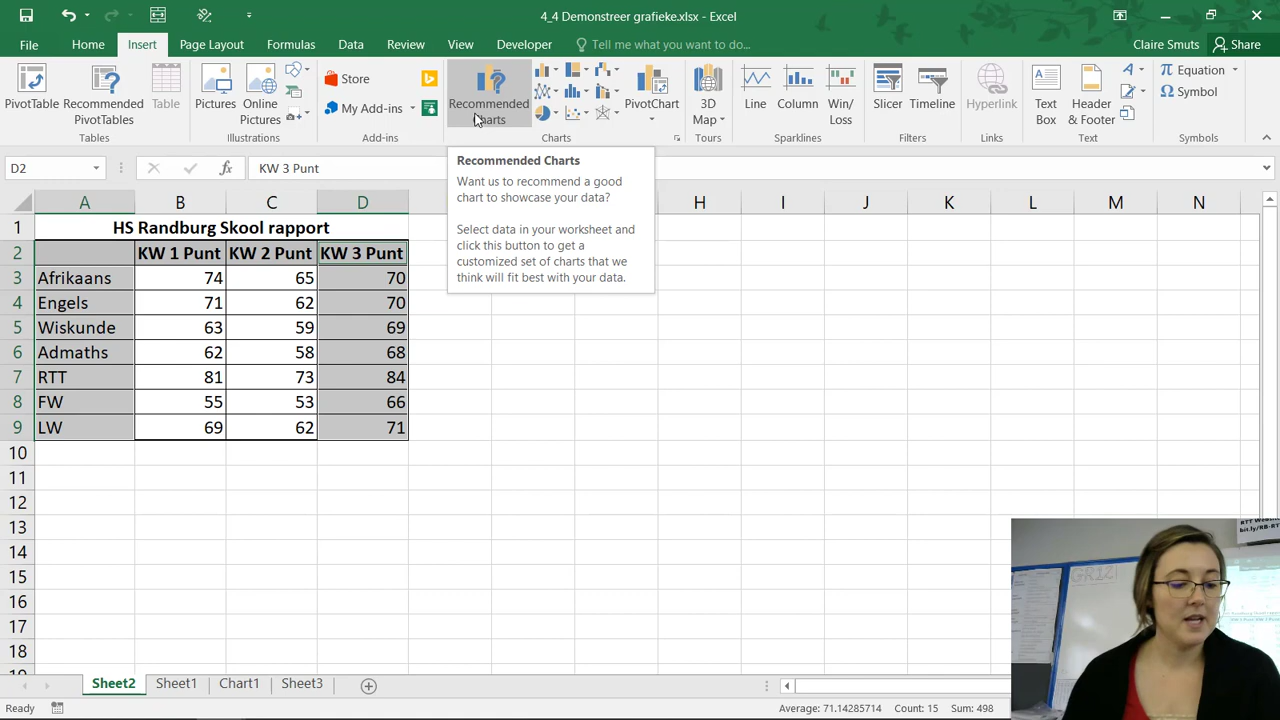 4_4 Demonstreer grafieke.xlsx - Excel
File Home Insert Page Layout Formulas Data Review View Developer Tell me what you want to do... Claire Smuts Share
PivotTable
Recommended PivotTables
Table
Tables
Pictures
Online Pictures
Illustrations
Store
My Add-ins
Add-ins
Recommended Charts
PivotChart
Charts
3D Map
Tours
Line
Column
Win/Loss
Sparklines
Slicer
Timeline
Filters
Hyperlink
Links
Text Box
Header & Footer
Text
Equation
Symbol
Symbols
D2 KW 3 Punt
Recommended Charts
Want us to recommend a good
chart to showcase your data?
Select data in your worksheet and
click this button to get a
customized set of charts that we
think will fit best with your data.
A B C D H I J K L M N
1 HS Randburg Skool rapport
2 KW 1 Punt KW 2 Punt KW 3 Punt
3 Afrikaans 74 65 70
4 Engels 71 62 70
5 Wiskunde 63 59 69
6 Admaths 62 58 68
7 RTT 81 73 84
8 FW 55 53 66
9 LW 69 62 71
10
11
12
13
14
15
16
17
18
Sheet2 Sheet1 Chart1 Sheet3
Ready Average: 71.14285714 Count: 15 Sum: 498
GR12